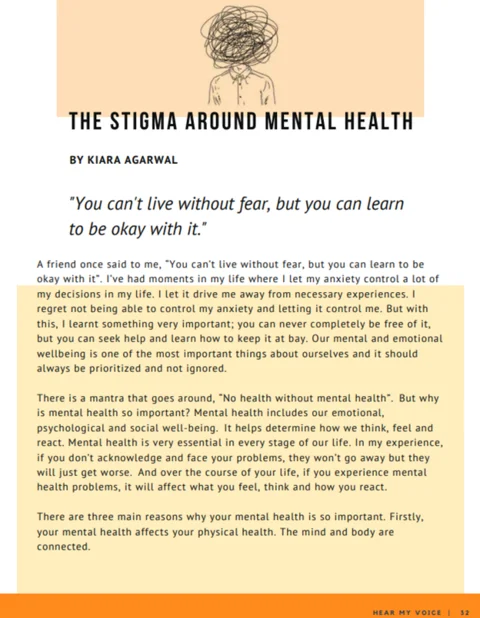 THE STIGMA AROUND MENTAL HEALTH
BY KIARA AGARWAL
"You can't live without fear, but you can learn
to be okay with it."
A friend once said to me, “You can’t live without fear, but you can learn to be
okay with it”. I’ve had moments in my life where I let my anxiety control a lot of
my decisions in my life. I let it drive me away from necessary experiences. I
regret not being able to control my anxiety and letting it control me. But with
this, I learnt something very important; you can never completely be free of it,
but you can seek help and learn how to keep it at bay. Our mental and emotional
wellbeing is one of the most important things about ourselves and it should
always be prioritized and not ignored.
There is a mantra that goes around, “No health without mental health”. But why
is mental health so important? Mental health includes our emotional,
psychological and social well-being. It helps determine how we think, feel and
react. Mental health is very essential in every stage of our life. In my experience,
if you don’t acknowledge and face your problems, they won’t go away but they
will just get worse. And over the course of your life, if you experience mental
health problems, it will affect what you feel, think and how you react.
There are three main reasons why your mental health is so important. Firstly,
your mental health affects your physical health. The mind and body are
connected.
HEAR MY VOICE | 32